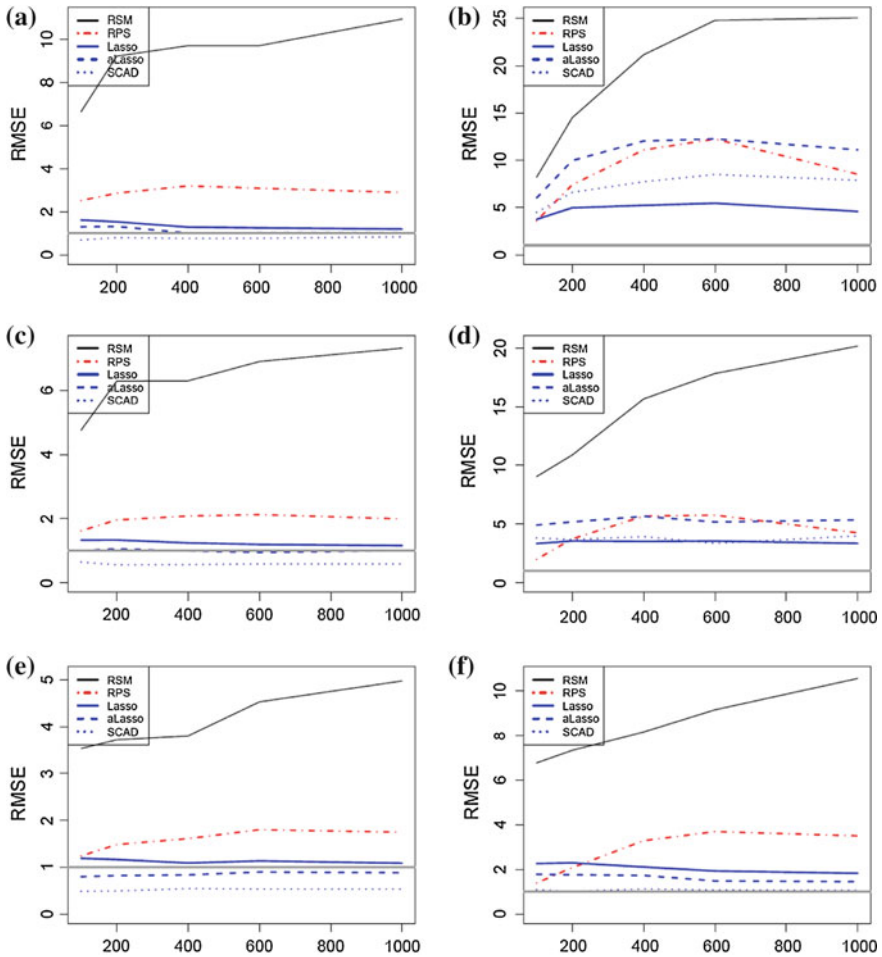 (a)
RMSE
10
8
6
4
2
0
RSM
RPS
Lasso
aLasso
SCAD
200 400 600 800 1000
(b)
RMSE
25
20
15
10
5
0
RSM
RPS
Lasso
aLasso
SCAD
200 400 600 800 1000
(c)
RMSE
6
4
2
0
RSM
RPS
Lasso
aLasso
SCAD
200 400 600 800 1000
(d)
RMSE
20
15
10
5
0
RSM
RPS
Lasso
aLasso
SCAD
200 400 600 800 1000
(e)
RMSE
5
4
3
2
1
0
RSM
RPS
Lasso
aLasso
SCAD
200 400 600 800 1000
(f)
RMSE
10
8
6
4
2
0
RSM
RPS
Lasso
aLasso
SCAD
200 400 600 800 1000